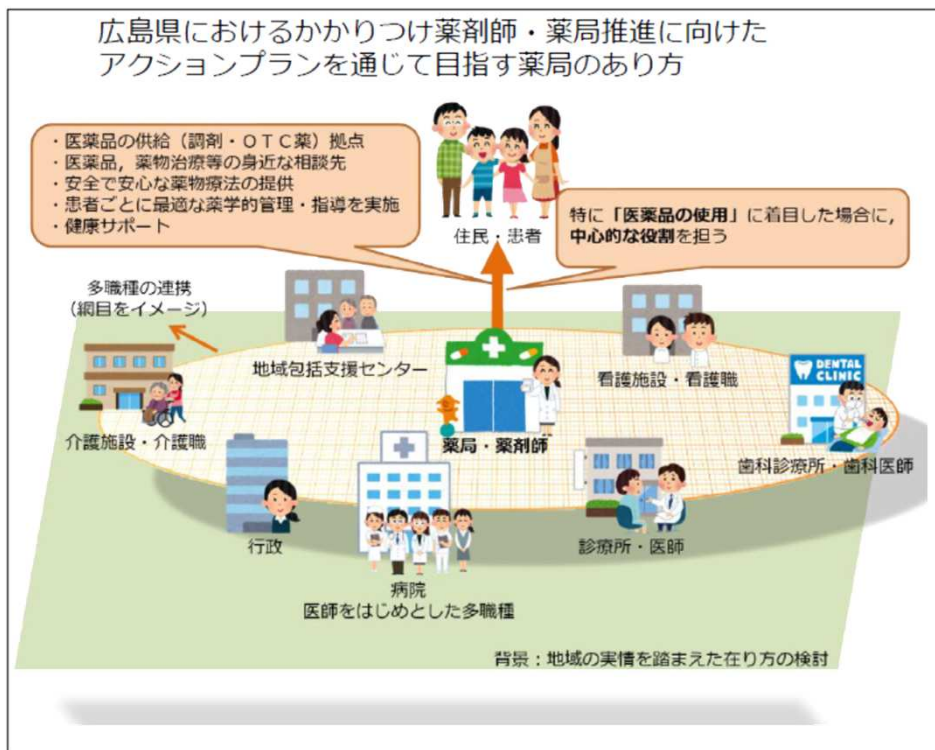 広島県におけるかかりつけ薬剤師・薬局推進に向けた
アクションプランを通じて目指す薬局のあり方
・医薬品の供給（調剤・ＯＴＣ薬）拠点
・医薬品，薬物治療等の身近な相談先
・安全で安心な薬物療法の提供
・患者ごとに最適な薬学的管理・指導を実施
・健康サポート
住民・患者
特に「医薬品の使用」に着目した場合に，
中心的な役割を担う
多職種の連携
（網目をイメージ）
地域包括支援センター
看護施設・看護職
DENTAL
CLINIC
介護施設・介護職
薬局・薬剤師
歯科診療所・歯科医師
行政
診療所・医師
病院
医師をはじめとした多職種
背景：地域の実情を踏まえた在り方の検討